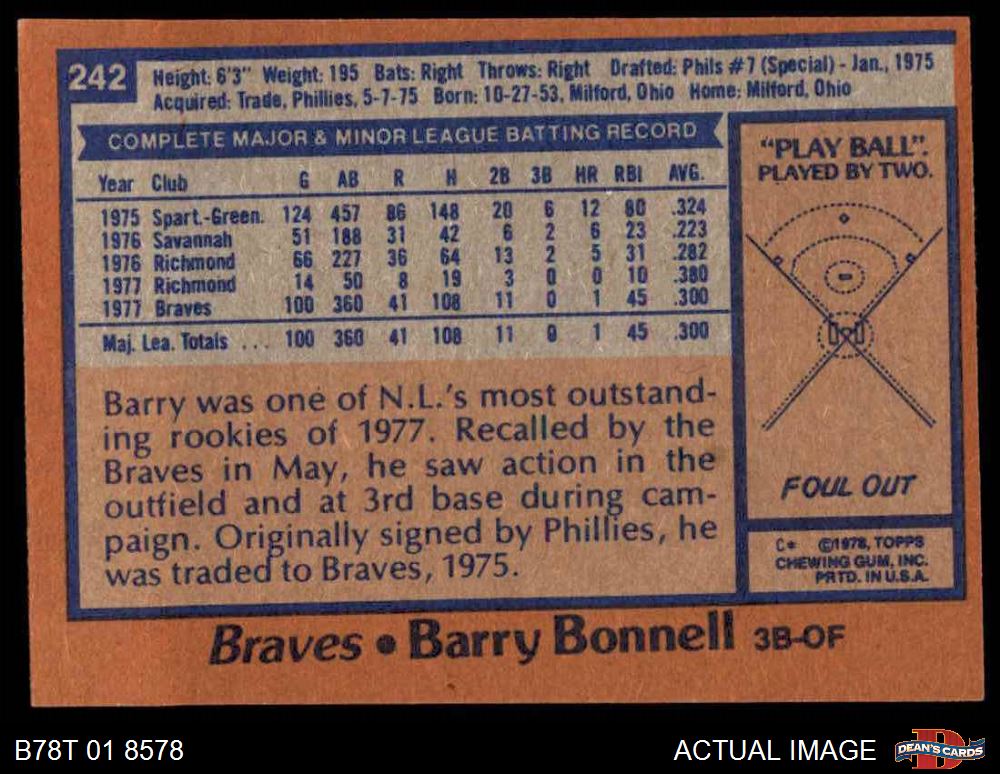 242
Height: 6'3" Weight: 195 Bats: Right Throws: Right Drafted: Phils #7 (Special) - Jan., 1975
Acquired: Trade, Phillies, 5-7-75 Born: 10-27-53, Milford, Ohio Home: Milford, Ohio
COMPLETE MAJOR & MINOR LEAGUE BATTING RECORD
Year Club G AB R H 2B 3B HR RBI AVG.
1975 Spart.-Green. 124 457 86 148 20 6 12 80 .324
1976 Savannah 51 188 31 42 6 2 6 23 .223
1976 Richmond 66 227 36 64 13 2 5 31 .282
1977 Richmond 14 50 8 19 3 0 0 10 .380
1977 Braves 100 360 41 108 11 0 1 45 .300
Maj. Lea. Totals ... 100 360 41 108 11 0 1 45 .300
Barry was one of N.L.'s most outstand-
ing rookies of 1977. Recalled by the
Braves in May, he saw action in the
outfield and at 3rd base during cam-
paign. Originally signed by Phillies, he
was traded to Braves, 1975.
"PLAY BALL".
PLAYED BY TWO.
FOUL OUT
C* ©1978, TOPPS
CHEWING GUM, INC.
PRTD. IN U.S.A.
Braves • Barry Bonnell 3B-OF
B78T 01 8578
ACTUAL IMAGE
D
DEAN'S CARDS